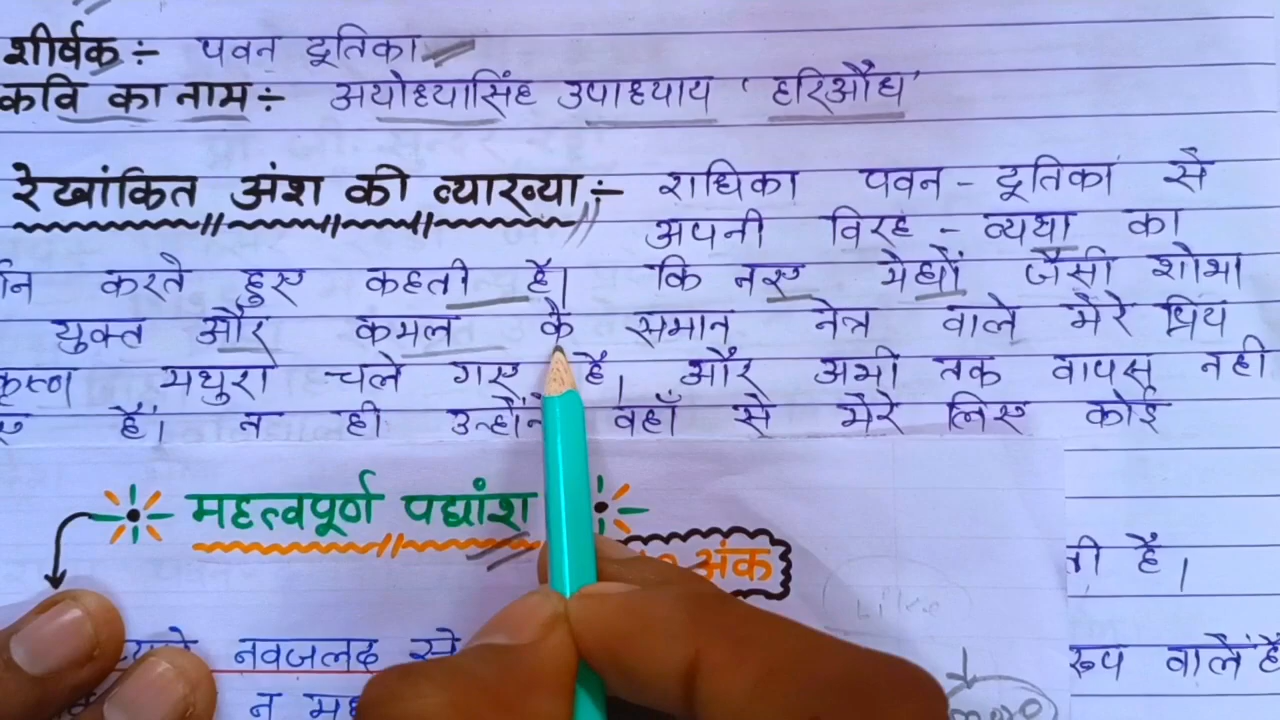 शीर्षक :- पवन दूतिका
कवि का नाम :- अयोध्यासिंह उपाध्याय 'हरिऔध'
रेखांकित अंश की व्याख्या :- राधिका पवन - दूतिका से
अपनी विरह - व्यथा का
करते हुए कहती है। कि नए मेघों जैसी शोभा
युक्त और कमल के समान नेत्र वाले मेरे प्रिय
कृष्ण मथुरा चले गए है, और अभी तक वापस नही
हैं। न ही वहाँ से मेरे लिए कोई
महत्वपूर्ण पद्यांश
अंक
है।
नवजलद से
रूप वाले है
न